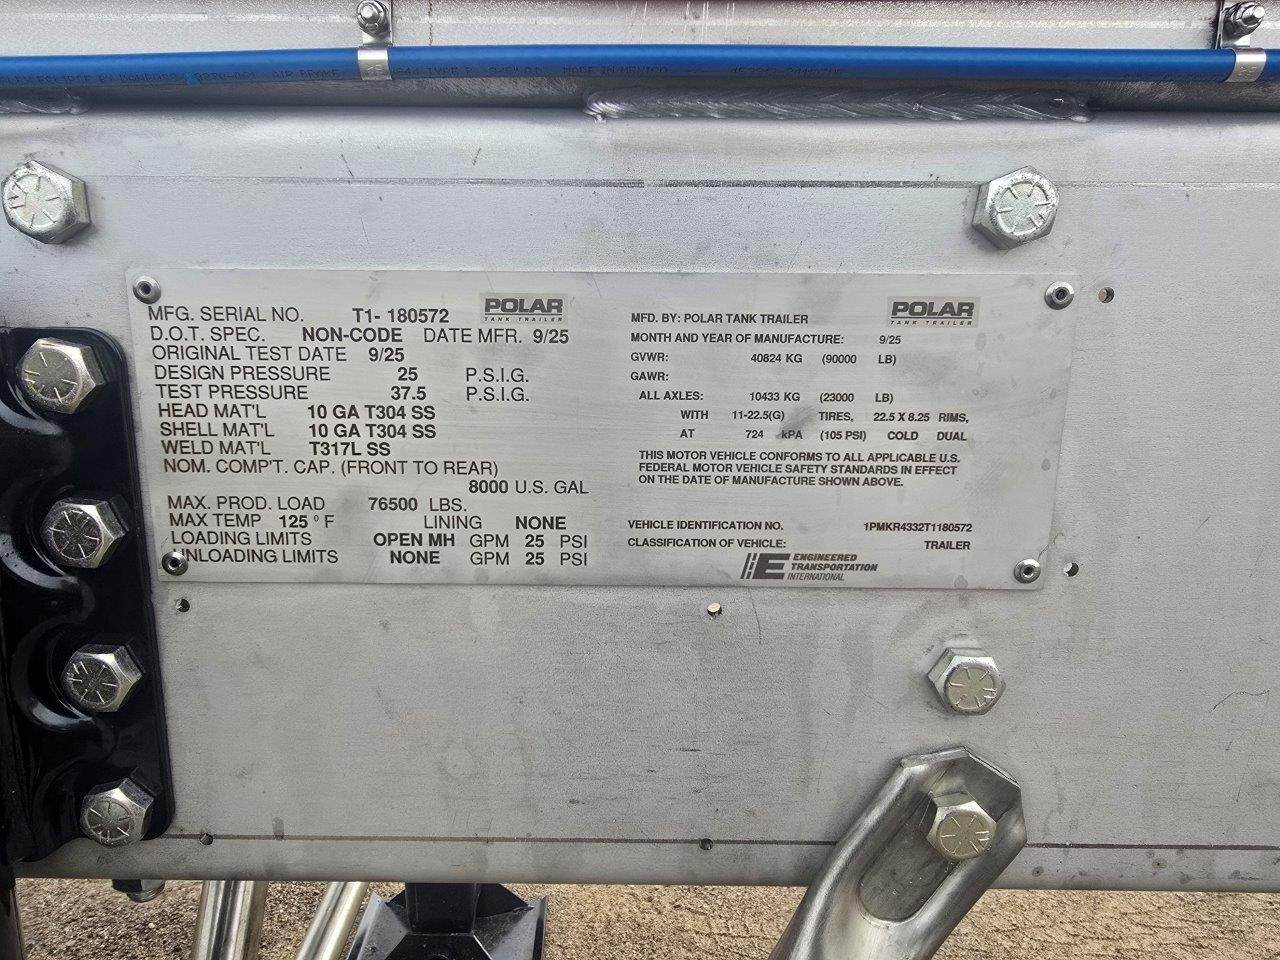 MADE IN MEXICO
MFG. SERIAL NO. T1- 180572
POLAR
TANK TRAILER
D.O.T. SPEC. NON-CODE DATE MFR. 9/25
ORIGINAL TEST DATE 9/25
DESIGN PRESSURE 25 P.S.I.G.
TEST PRESSURE 37.5 P.S.I.G.
HEAD MAT'L 10 GA T304 SS
SHELL MAT'L 10 GA T304 SS
WELD MAT'L T317L SS
NOM. COMP'T. CAP. (FRONT TO REAR)
8000 U.S. GAL
MAX. PROD. LOAD 76500 LBS.
MAX TEMP 125 ° F LINING NONE
LOADING LIMITS OPEN MH GPM 25 PSI
UNLOADING LIMITS NONE GPM 25 PSI
MFD. BY: POLAR TANK TRAILER
POLAR
TANK TRAILER
MONTH AND YEAR OF MANUFACTURE: 9/25
GVWR: 40824 KG (90000 LB)
GAWR:
ALL AXLES: 10433 KG (23000 LB)
WITH 11-22.5(G) TIRES, 22.5 X 8.25 RIMS,
AT 724 kPA (105 PSI) COLD DUAL
THIS MOTOR VEHICLE CONFORMS TO ALL APPLICABLE U.S.
FEDERAL MOTOR VEHICLE SAFETY STANDARDS IN EFFECT
ON THE DATE OF MANUFACTURE SHOWN ABOVE.
VEHICLE IDENTIFICATION NO. 1PMKR4332T1180572
CLASSIFICATION OF VEHICLE: TRAILER
ENGINEERED
TRANSPORTATION
INTERNATIONAL